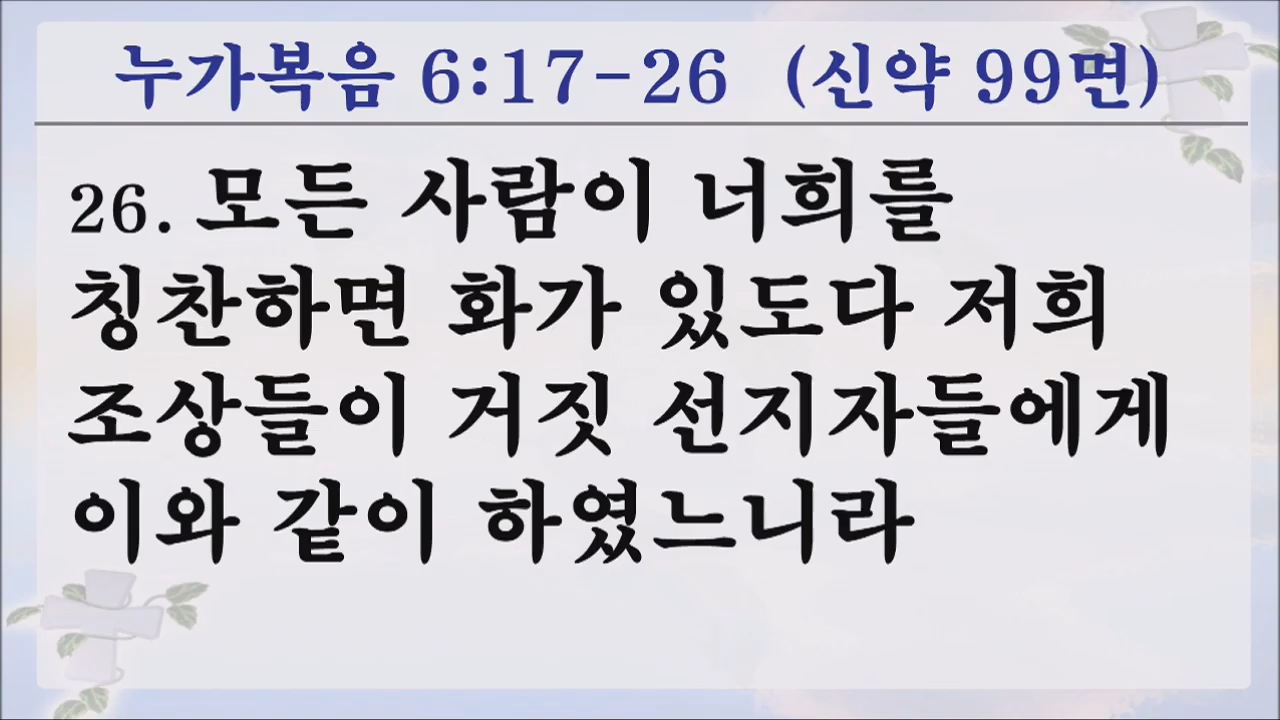 누가복음 6:17-26 (신약 99면)
26. 모든 사람이 너희를
칭찬하면 화가 있도다 저희
조상들이 거짓 선지자들에게
이와 같이 하였느니라